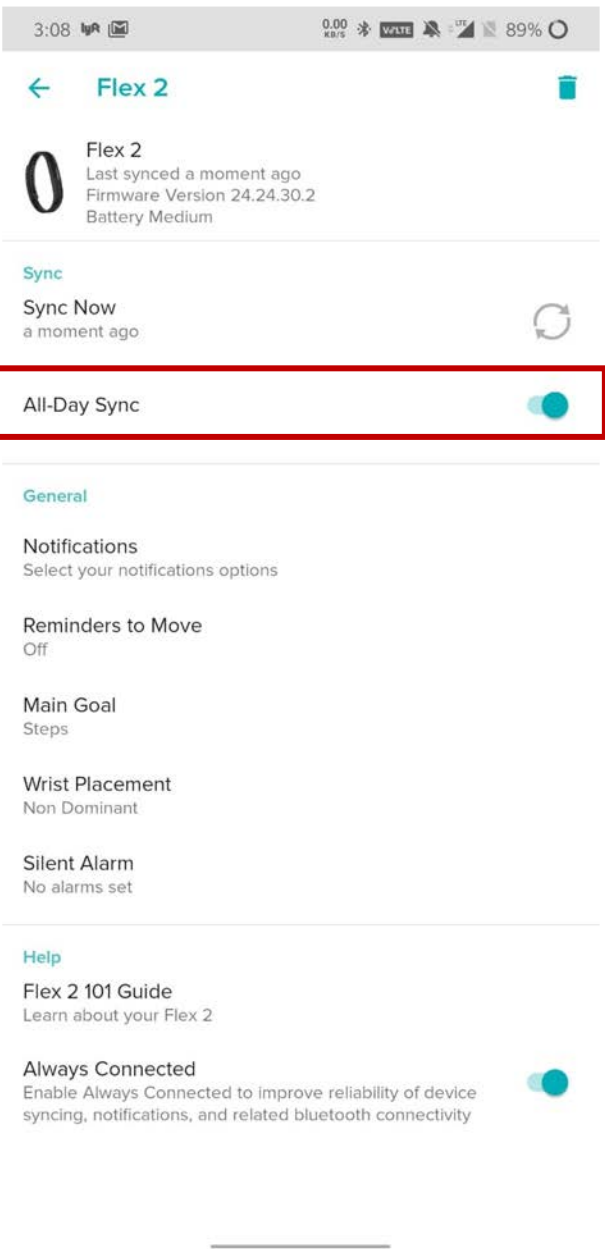 3:08 lyft 0.00 KB/S VoLTE LTE 89%
Flex 2
Flex 2
Last synced a moment ago
Firmware Version 24.24.30.2
Battery Medium
Sync
Sync Now
a moment ago
All-Day Sync
General
Notifications
Select your notifications options
Reminders to Move
Off
Main Goal
Steps
Wrist Placement
Non Dominant
Silent Alarm
No alarms set
Help
Flex 2 101 Guide
Learn about your Flex 2
Always Connected
Enable Always Connected to improve reliability of device
syncing, notifications, and related bluetooth connectivity